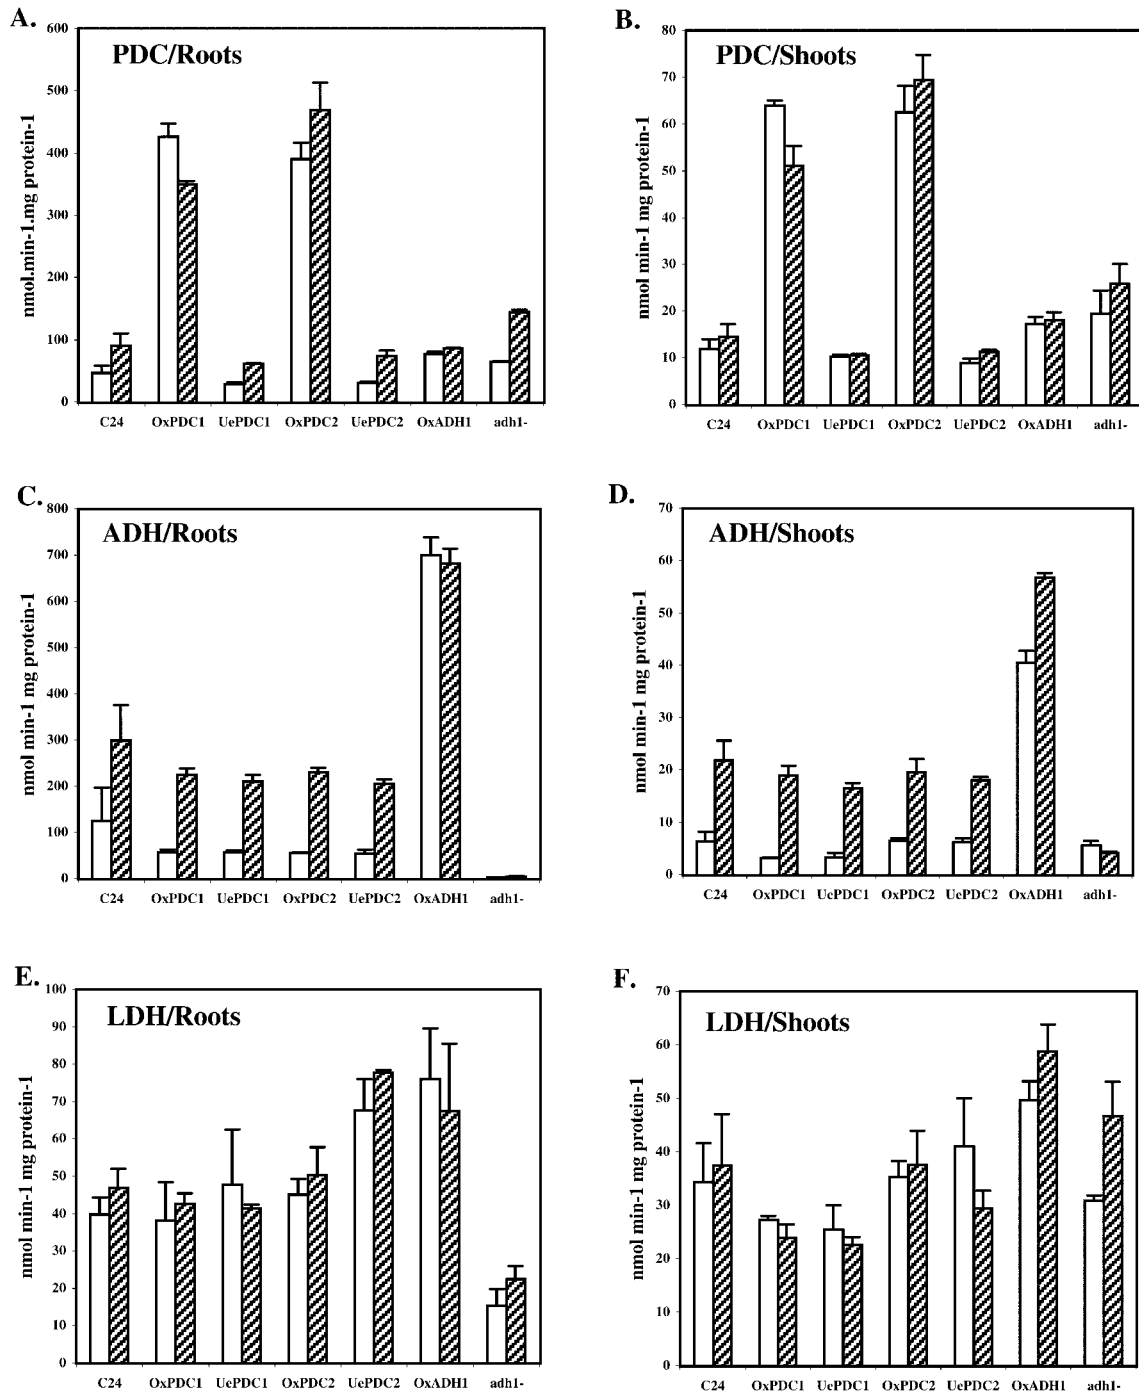 A.
PDC/Roots
nmol.min-1.mg protein-1
600
500
400
300
200
100
0
C24 OxPDC1 UePDC1 OxPDC2 UePDC2 OxADH1 adh1-
B.
PDC/Shoots
nmol min-1 mg protein-1
80
70
60
50
40
30
20
10
0
C24 OxPDC1 UePDC1 OxPDC2 UePDC2 OxADH1 adh1-
C.
ADH/Roots
nmol min-1 mg protein-1
800
700
600
500
400
300
200
100
0
C24 OxPDC1 UePDC1 OxPDC2 UePDC2 OxADH1 adh1-
D.
ADH/Shoots
nmol min-1 mg protein-1
70
60
50
40
30
20
10
0
C24 OxPDC1 UePDC1 OxPDC2 UePDC2 OxADH1 adh1-
E.
LDH/Roots
nmol min-1 mg protein-1
100
90
80
70
60
50
40
30
20
10
0
C24 OxPDC1 UePDC1 OxPDC2 UePDC2 OxADH1 adh1-
F.
LDH/Shoots
nmol min-1 mg protein-1
70
60
50
40
30
20
10
0
C24 OxPDC1 UePDC1 OxPDC2 UePDC2 OxADH1 adh1-